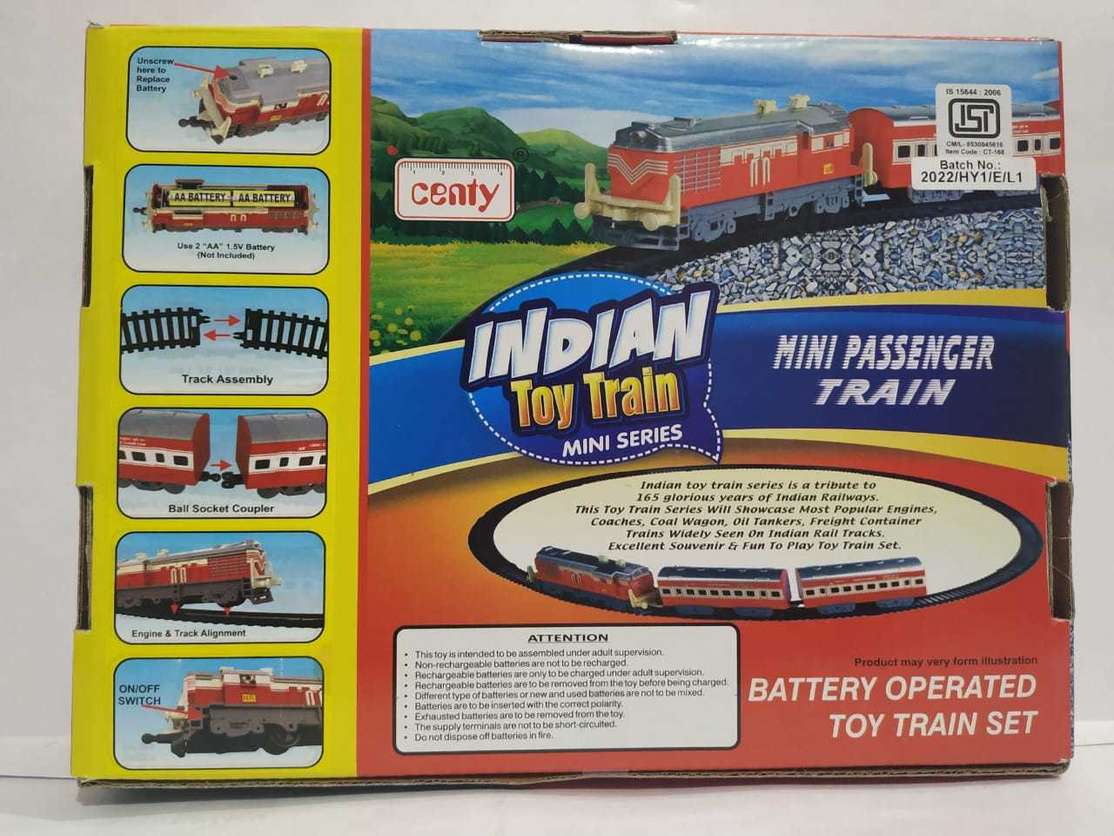 Unscrew
here to
Replace
Battery
AA BATTERY AA BATTERY
Use 2 "AA" 1.5V Battery
(Not Included)
Track Assembly
Ball Socket Coupler
Engine & Track Alignment
ON/OFF
SWITCH
centy
®
IS 15644 : 2006
ISI
Item Code : CT-168
Batch No.:
2022/HY1/E/L1
INDIAN
Toy Train
MINI SERIES
MINI PASSENGER
TRAIN
Indian toy train series is a tribute to
165 glorious years of Indian Railways.
This Toy Train Series Will Showcase Most Popular Engines,
Coaches, Coal Wagon, Oil Tankers, Freight Container
Trains Widely Seen On Indian Rail Tracks.
Excellent Souvenir & Fun To Play Toy Train Set.
ATTENTION
• This toy is intended to be assembled under adult supervision.
• Non-rechargeable batteries are not to be recharged.
• Rechargeable batteries are only to be charged under adult supervision.
• Rechargeable batteries are to be removed from the toy before being charged.
• Different type of batteries or new and used batteries are not to be mixed.
• Batteries are to be inserted with the correct polarity.
• Exhausted batteries are to be removed from the toy.
• The supply terminals are not to be short-circuited.
• Do not dispose off batteries in fire.
Product may very form illustration
BATTERY OPERATED
TOY TRAIN SET